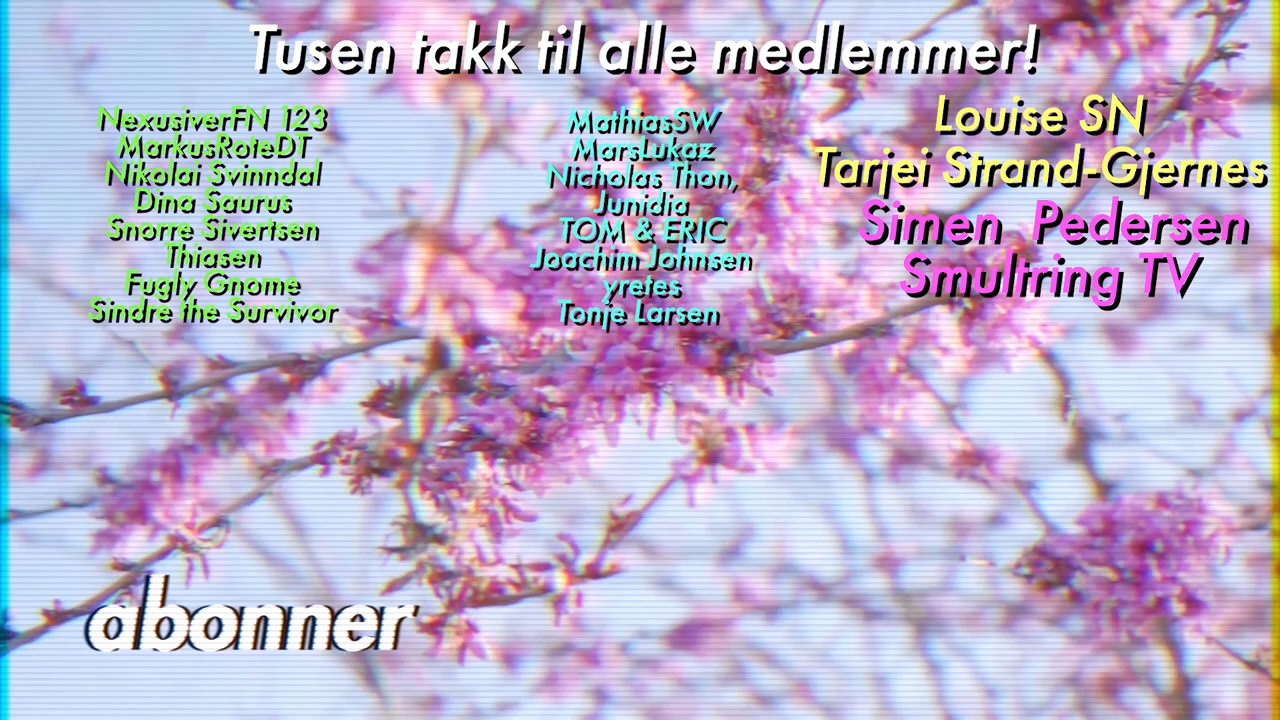 Tusen takk til alle medlemmer!
NexusiverFN 123
MarkusRoteDT
Nikolai Svinndal
Dina Saurus
Snorre Sivertsen
Thiasen
Fugly Gnome
Sindre the Survivor
MathiasSW
MarsLukaz
Nicholas Thon,
Junidia
TOM & ERIC
Joachim Johnsen
yretes
Tonje Larsen
Louise SN
Tarjei Strand-Gjernes
Simen Pedersen
Smultring TV
abonner